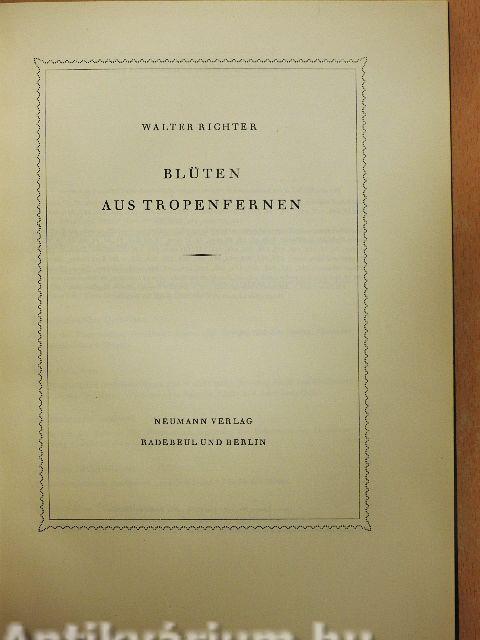 WALTER RICHTER
BLÜTEN
AUS TROPENFERNEN
NEUMANN VERLAG
RADEBEUL UND BERLIN
Antikvárium.hu